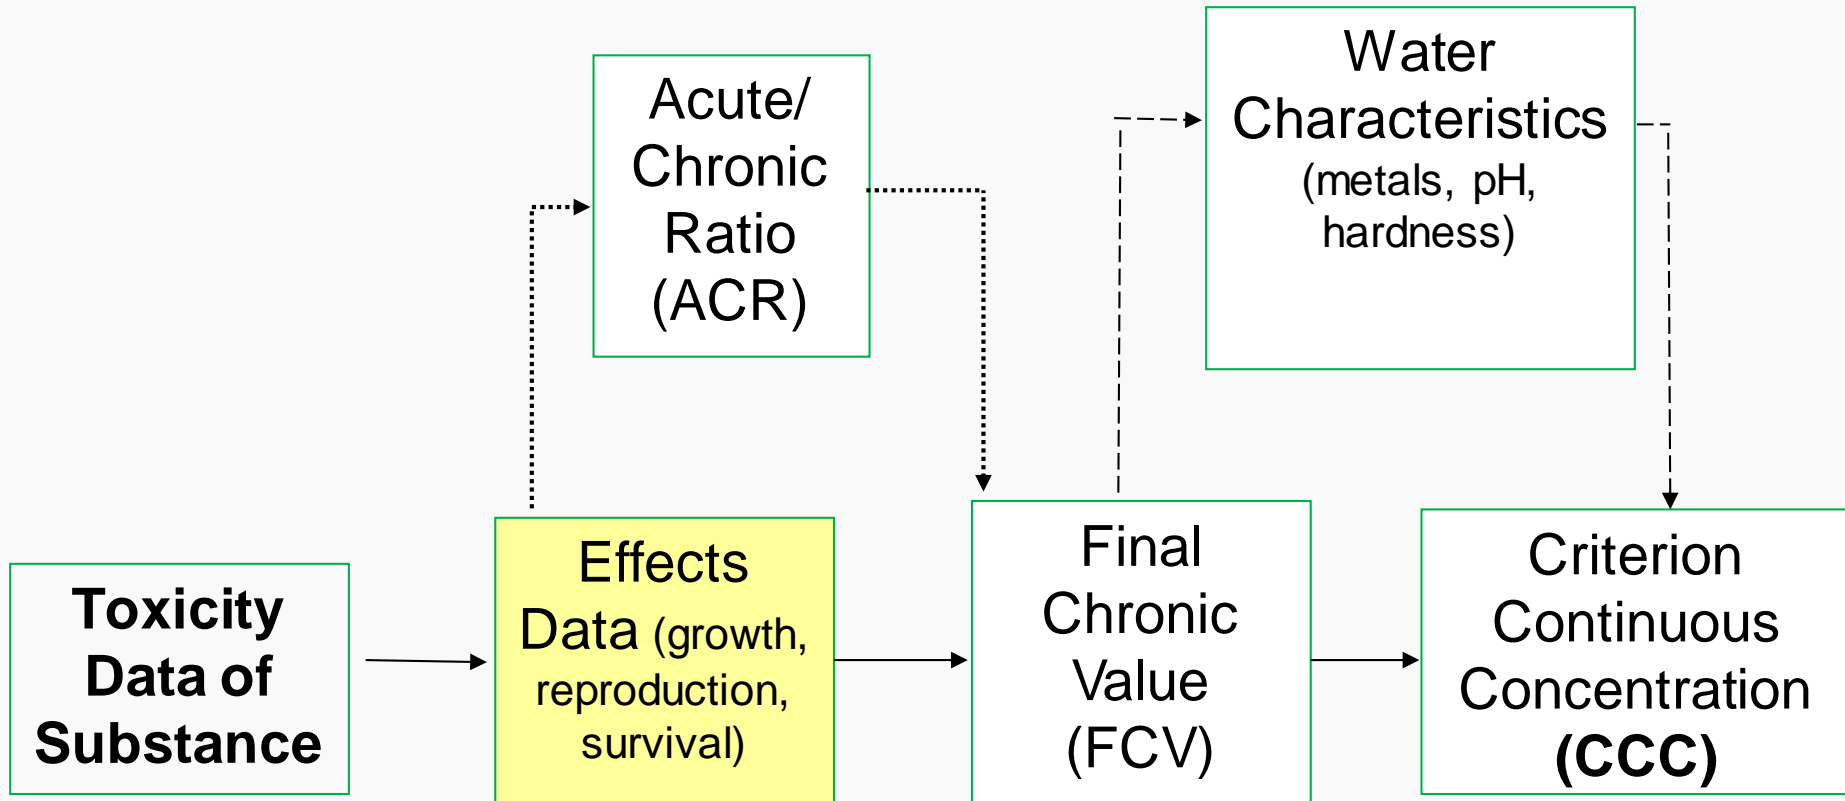 Toxicity
Data of
Substance
Effects
Data (growth,
reproduction,
survival)
Acute/
Chronic
Ratio
(ACR)
Final
Chronic
Value
(FCV)
Water
Characteristics
(metals, pH,
hardness)
Criterion
Continuous
Concentration
(CCC)